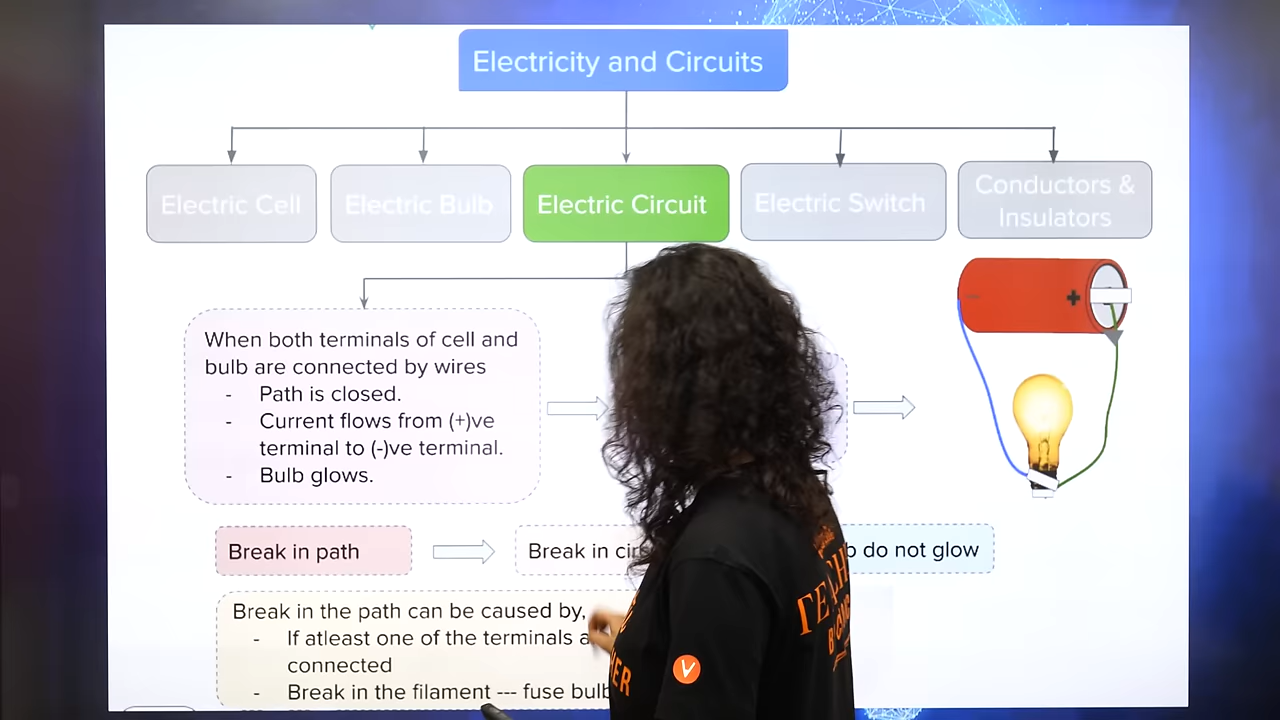 Electricity and Circuits
Electric Cell
Electric Bulb
Electric Circuit
Electric Switch
Conductors &
Insulators
When both terminals of cell and
bulb are connected by wires
- Path is closed.
- Current flows from (+)ve
terminal to (-)ve terminal.
- Bulb glows.
- +
Break in path
Break in
do not glow
Break in the path can be caused by,
- If atleast one of the terminals
connected
- Break in the filament --- fuse bulb
V